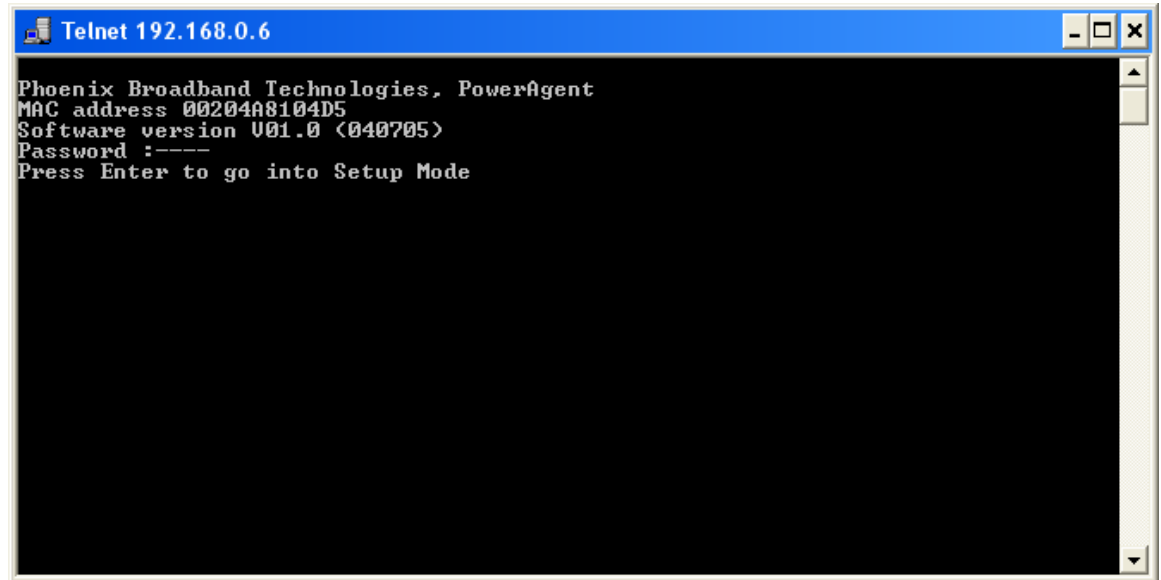 Telnet 192.168.0.6
Phoenix Broadband Technologies, PowerAgent
MAC address 00204A8104D5
Software version V01.0 (040705)
Password :----
Press Enter to go into Setup Mode